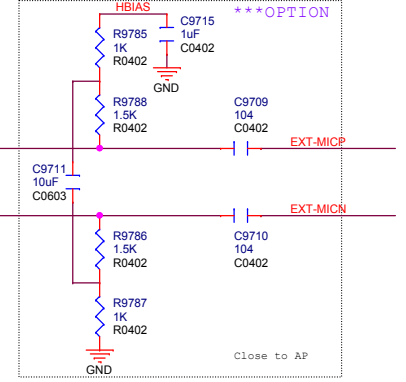 HBIAS
***OPTION
C9715
1uF
C0402
R9785
1K
R0402
GND
R9788
1.5K
R0402
C9709
104
C0402
EXT-MICP
C9711
10uF
C0603
EXT-MICN
R9786
1.5K
R0402
C9710
104
C0402
R9787
1K
R0402
Close to AP
GND